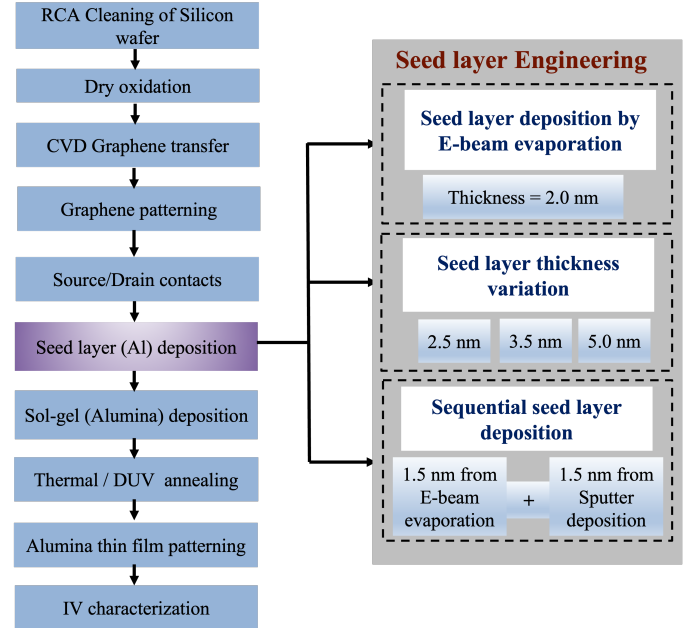 RCA Cleaning of Silicon
wafer
Dry oxidation
CVD Graphene transfer
Graphene patterning
Source/Drain contacts
Seed layer (Al) deposition
Sol-gel (Alumina) deposition
Thermal / DUV annealing
Alumina thin film patterning
IV characterization
Seed layer Engineering
Seed layer deposition by
E-beam evaporation
Thickness = 2.0 nm
Seed layer thickness
variation
2.5 nm
3.5 nm
5.0 nm
Sequential seed layer
deposition
1.5 nm from
E-beam
evaporation
+
1.5 nm from
Sputter
deposition